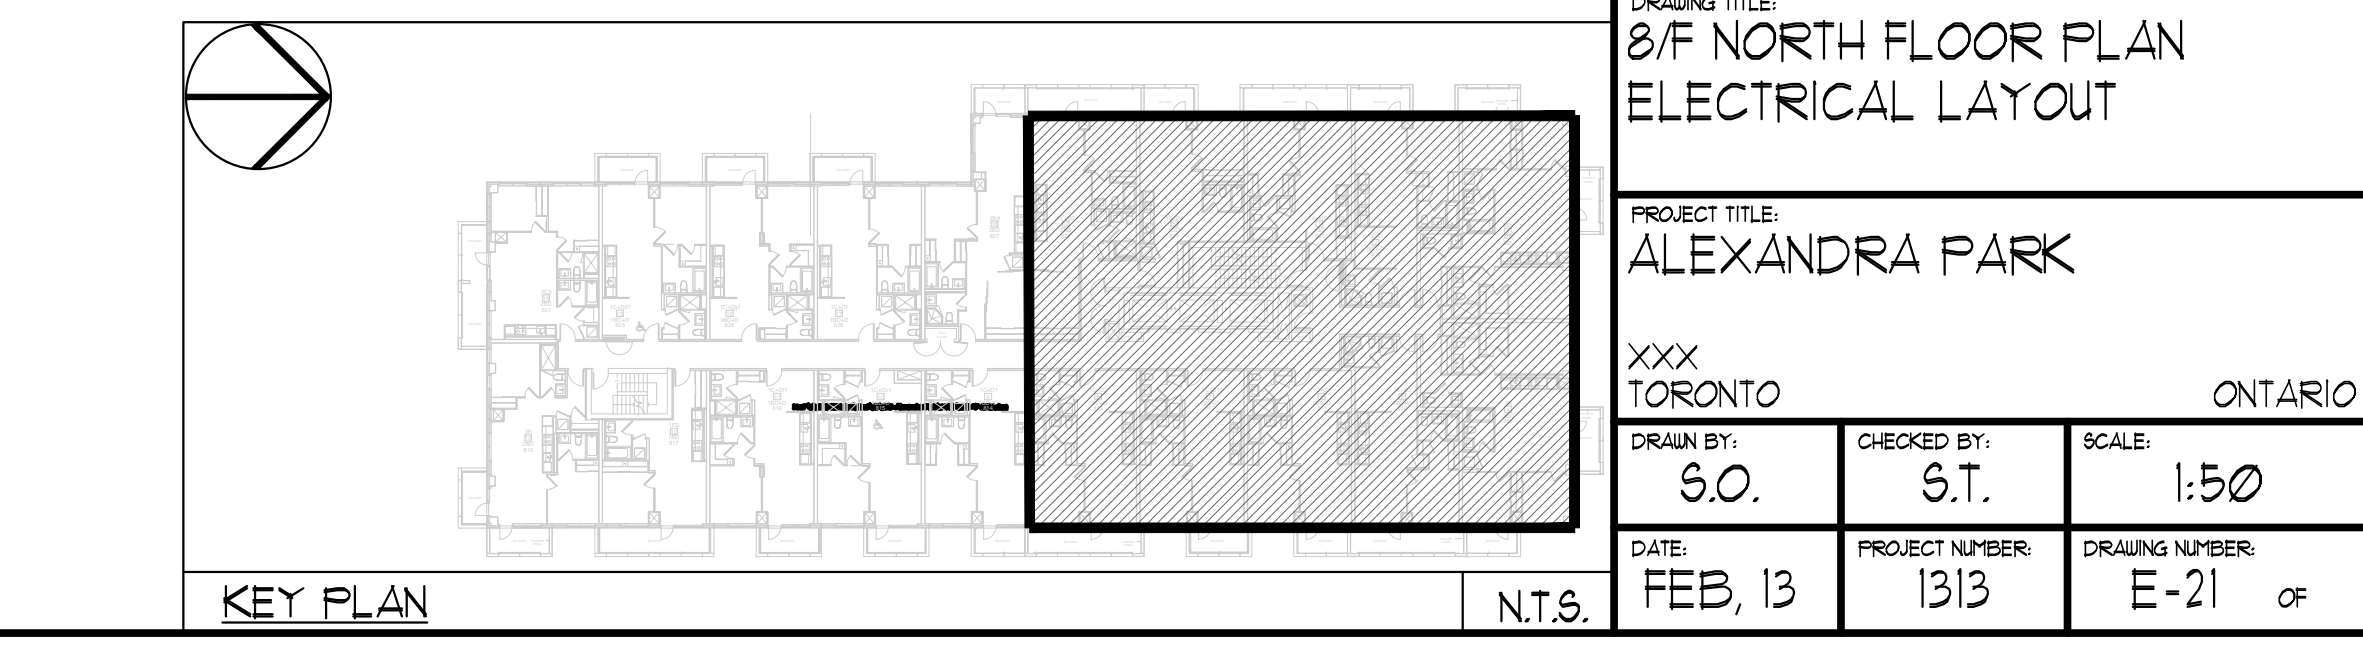 DRAWING TITLE:
8/F NORTH FLOOR PLAN
ELECTRICAL LAYOUT
PROJECT TITLE:
ALEXANDRA PARK
XXX
TORONTO ONTARIO
DRAWN BY: CHECKED BY: SCALE:
S.O. S.T. 1:50
DATE: PROJECT NUMBER: DRAWING NUMBER:
FEB, 13 1313 E-21 OF
KEY PLAN N.T.S.